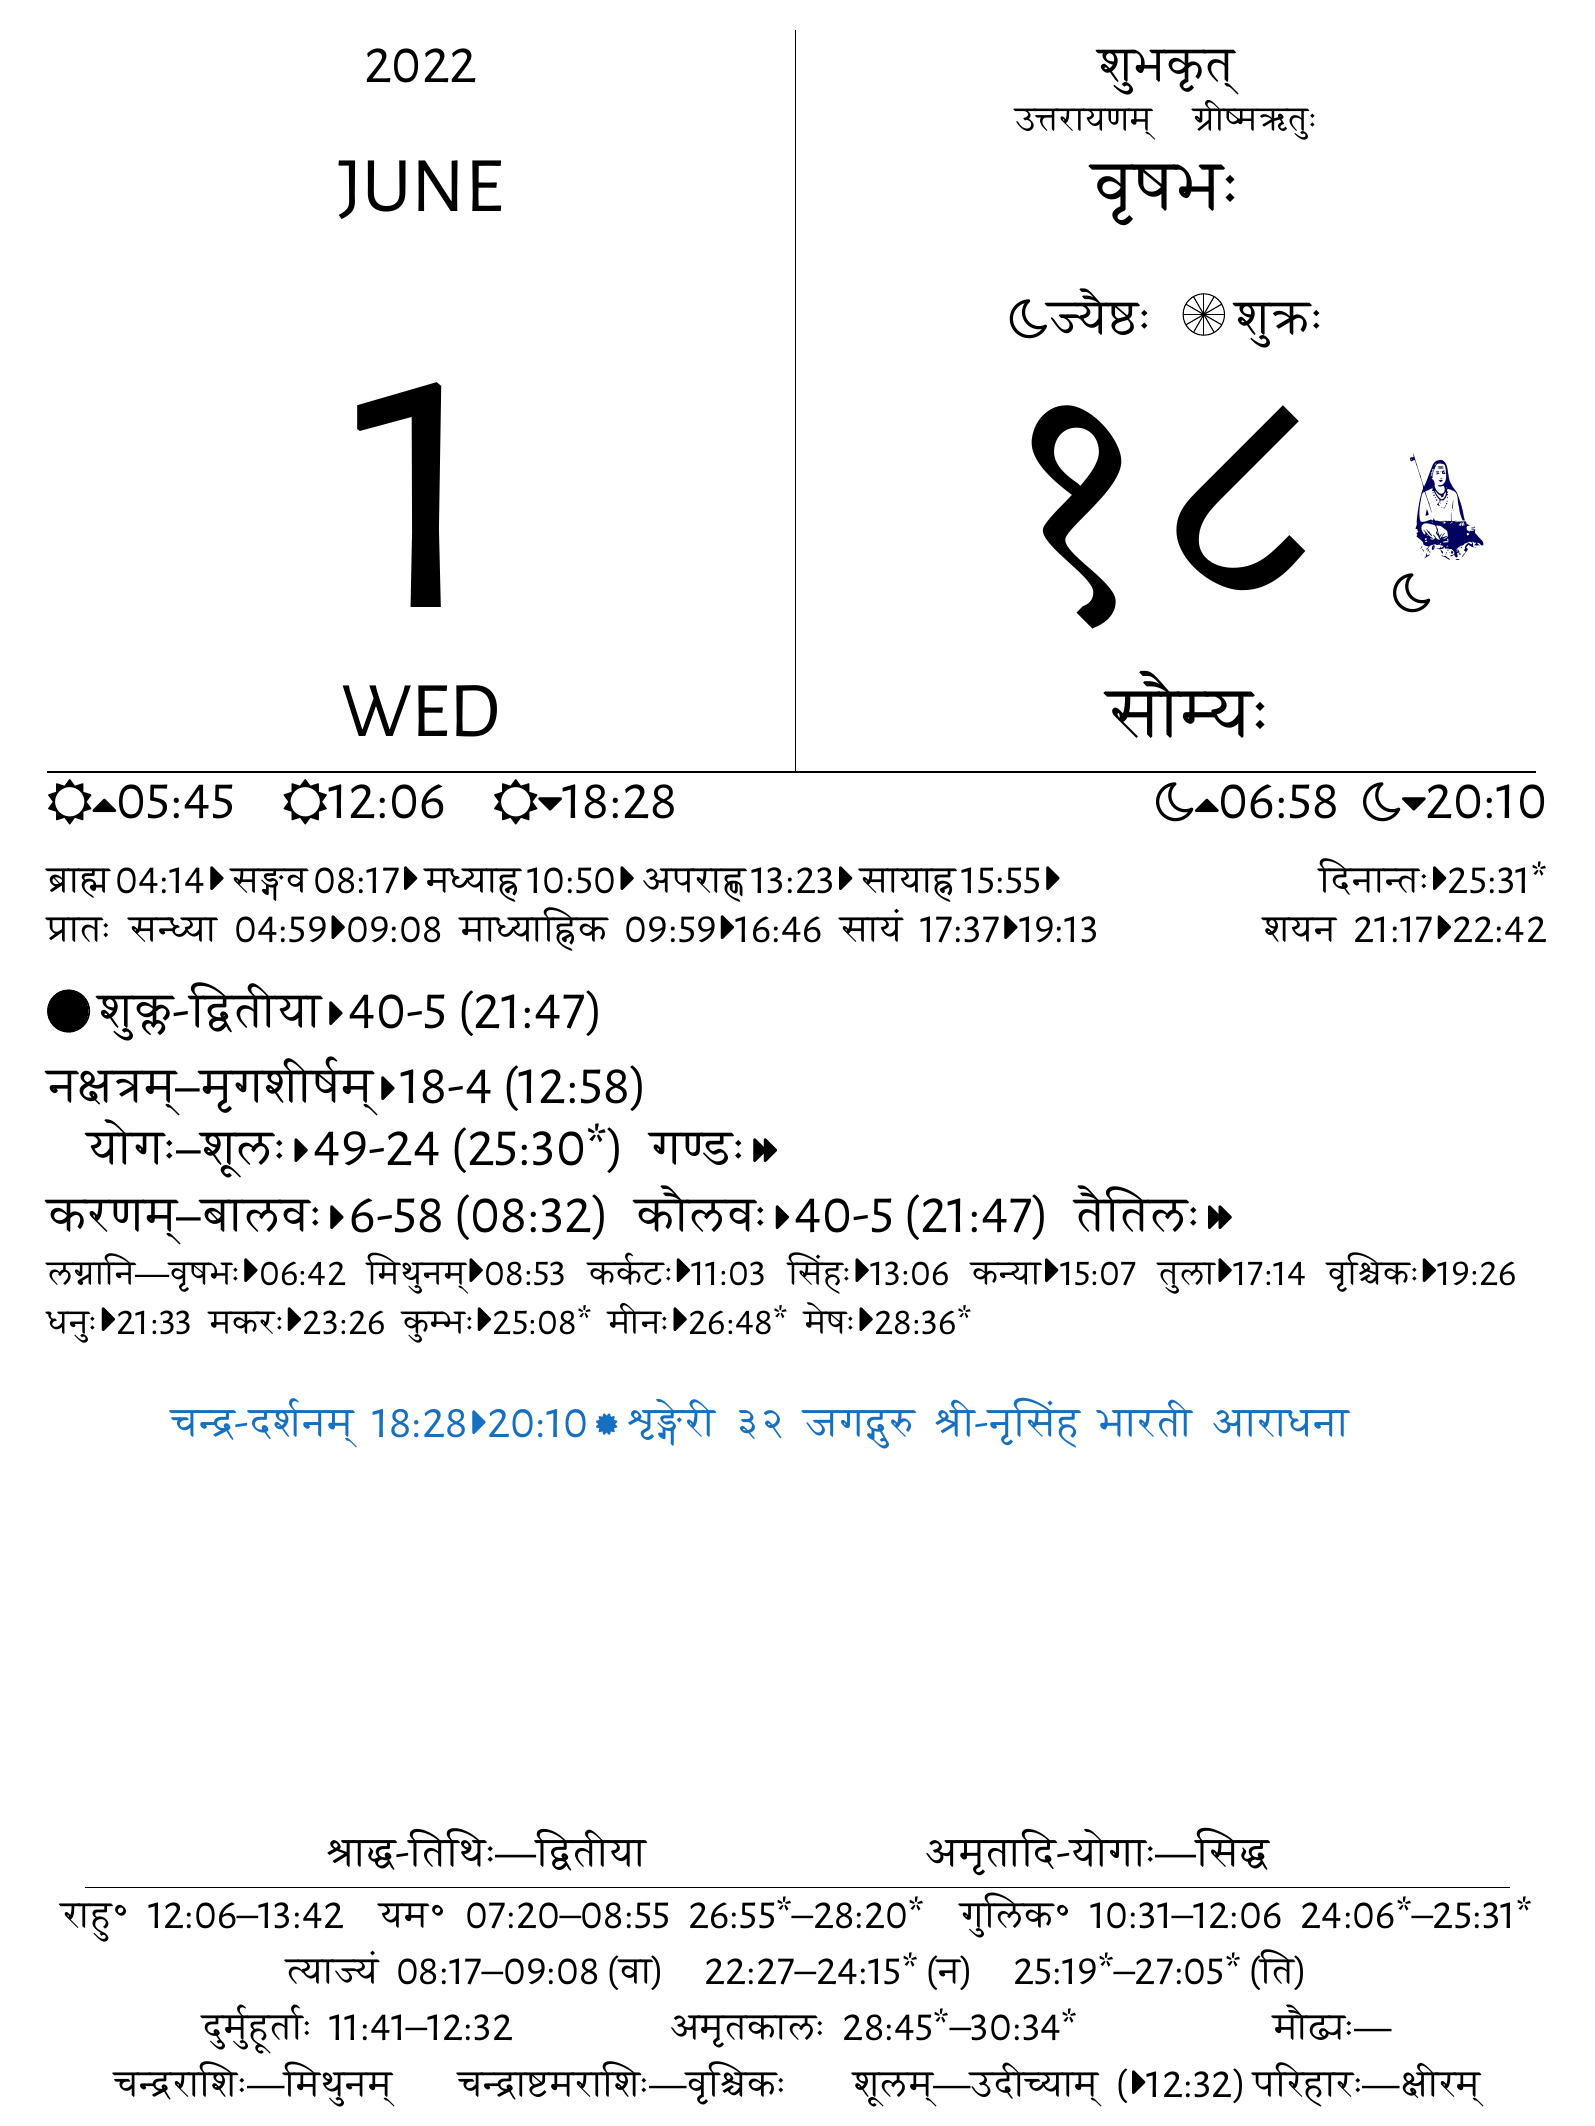 2022
JUNE
1
WED
शुभकृत्
उत्तरायणम् ग्रीष्मऋतुः
वृषभः
ज्यैष्ठः शुक्रः
१८
सौम्यः
05:45 12:06 18:28 06:58 20:10
ब्राह्म 04:14 सङ्गव 08:17 मध्याह्न 10:50 अपराह्ण 13:23 सायाह्न 15:55 दिनान्तः 25:31*
प्रातः सन्ध्या 04:59 09:08 माध्याह्निक 09:59 16:46 सायं 17:37 19:13 शयन 21:17 22:42
शुक्ल-द्वितीया 40-5 (21:47)
नक्षत्रम्–मृगशीर्षम् 18-4 (12:58)
योगः–शूलः 49-24 (25:30*) गण्डः
करणम्–बालवः 6-58 (08:32) कौलवः 40-5 (21:47) तैतिलः
लग्नानि—वृषभः 06:42 मिथुनम् 08:53 कर्कटः 11:03 सिंहः 13:06 कन्या 15:07 तुला 17:14 वृश्चिकः 19:26
धनुः 21:33 मकरः 23:26 कुम्भः 25:08* मीनः 26:48* मेषः 28:36*
चन्द्र-दर्शनम् 18:28 20:10 शृङ्गेरी ३२ जगद्गुरु श्री-नृसिंह भारती आराधना
श्राद्ध-तिथिः—द्वितीया अमृतादि-योगाः—सिद्ध
राहु॰ 12:06–13:42 यम॰ 07:20–08:55 26:55*–28:20* गुलिक॰ 10:31–12:06 24:06*–25:31*
त्याज्यं 08:17–09:08 (वा) 22:27–24:15* (न) 25:19*–27:05* (ति)
दुर्मुहूर्ताः 11:41–12:32 अमृतकालः 28:45*–30:34* मौढ्यः—
चन्द्रराशिः—मिथुनम् चन्द्राष्टमराशिः—वृश्चिकः शूलम्—उदीच्याम् (12:32) परिहारः—क्षीरम्